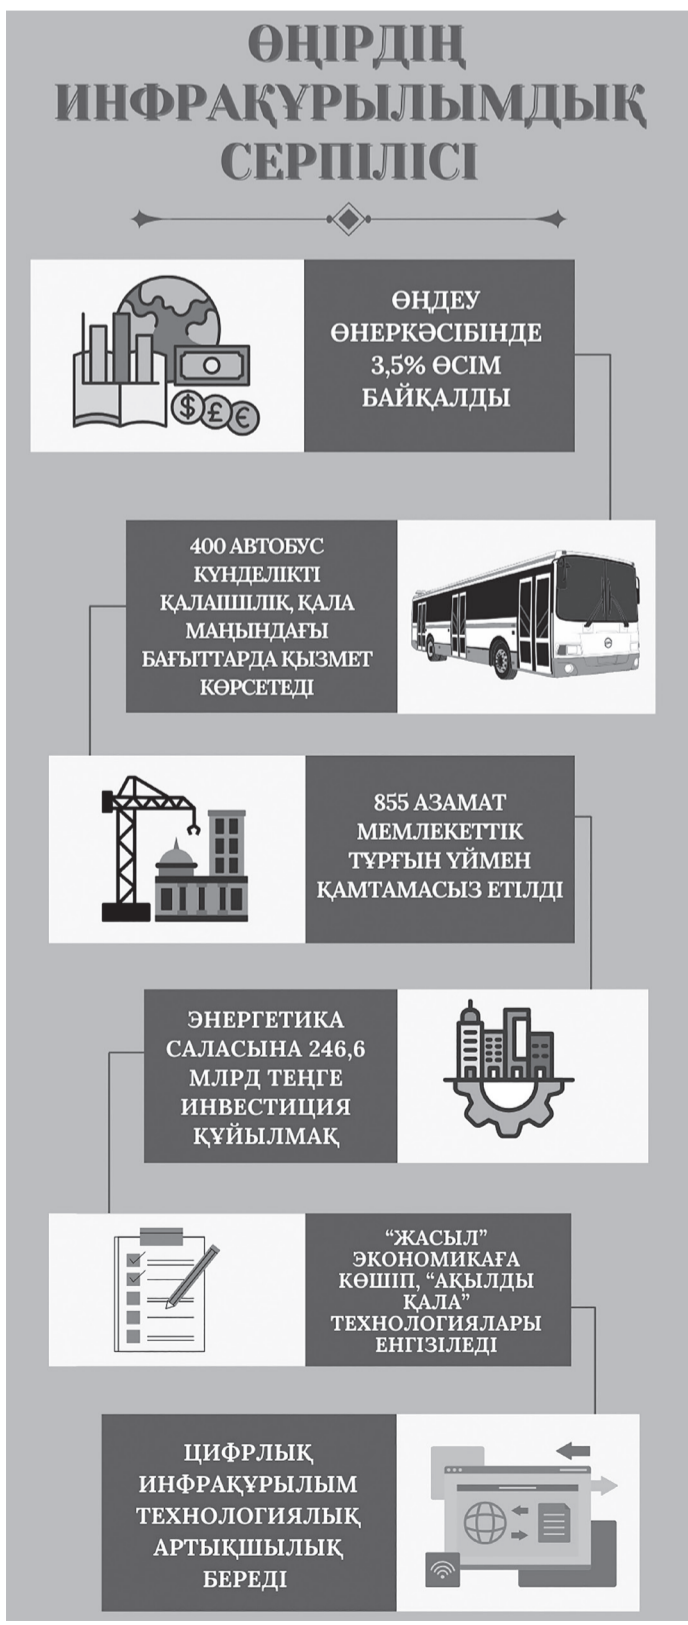 ӨҢІРДІҢ
ИНФРАҚҰРЫЛЫМДЫҚ
СЕРПІЛІСІ
ӨҢДЕУ
ӨНЕРКӘСІБІНДЕ
3,5% ӨСІМ
БАЙҚАЛДЫ
$ £ €
400 АВТОБУС
КҮНДЕЛІКТІ
ҚАЛАІШІЛІК, ҚАЛА
МАҢЫНДАҒЫ
БАҒЫТТАРДА ҚЫЗМЕТ
КӨРСЕТЕДІ
855 АЗАМАТ
МЕМЛЕКЕТТІК
ТҰРҒЫН ҮЙМЕН
ҚАМТАМАСЫЗ ЕТІЛДІ
ЭНЕРГЕТИКА
САЛАСЫНА 246,6
МЛРД ТЕҢГЕ
ИНВЕСТИЦИЯ
ҚҰЙЫЛМАҚ
“ЖАСЫЛ”
ЭКОНОМИКАҒА
КӨШІП, “АҚЫЛДЫ
ҚАЛА”
ТЕХНОЛОГИЯЛАРЫ
ЕНГІЗІЛЕДІ
ЦИФРЛЫҚ
ИНФРАҚҰРЫЛЫМ
ТЕХНОЛОГИЯЛЫҚ
АРТЫҚШЫЛЫҚ
БЕРЕДІ